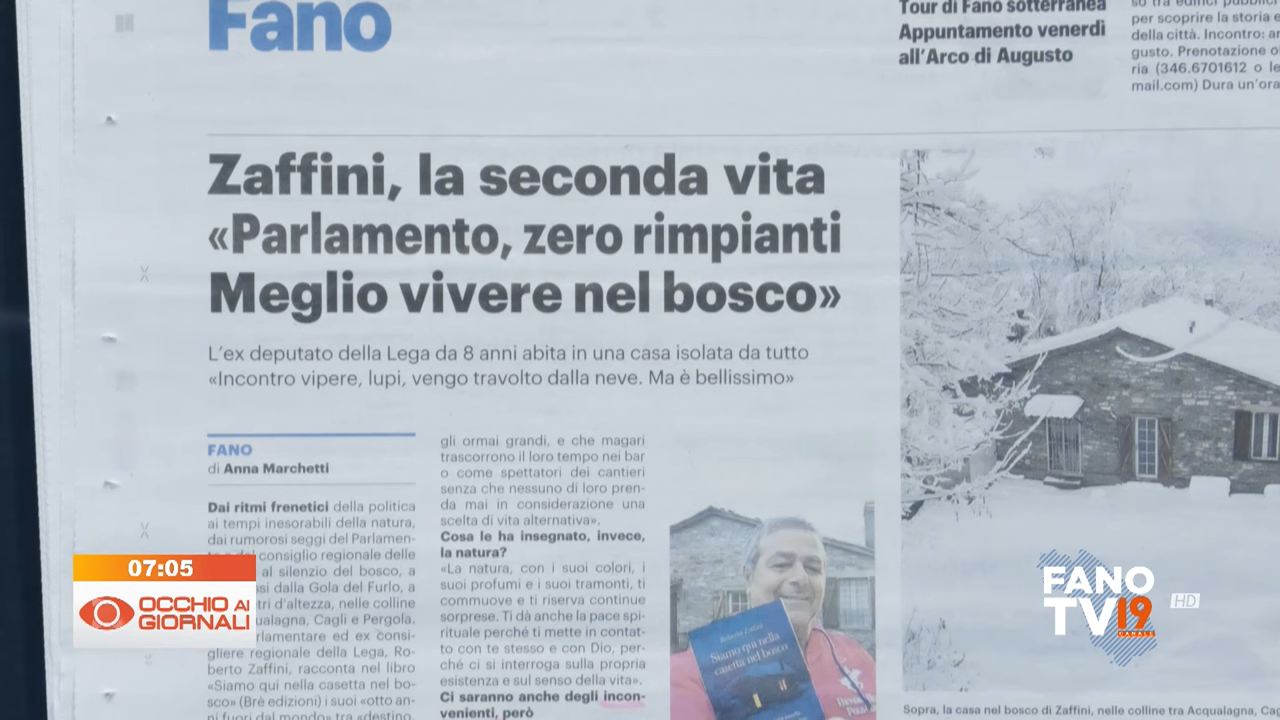 Fano
Tour di Fano sotterranea
Appuntamento venerdì
all'Arco di Augusto
per scoprire la storia e
della città. Incontro: ar
gusto. Prenotazione o
ria (346.6701612 o le
mail.com) Dura un'ora
Zaffini, la seconda vita
«Parlamento, zero rimpianti
Meglio vivere nel bosco»
L'ex deputato della Lega da 8 anni abita in una casa isolata da tutto
«Incontro vipere, lupi, vengo travolto dalla neve. Ma è bellissimo»
FANO
di Anna Marchetti
Dai ritmi frenetici della politica
ai tempi inesorabili della natura,
dai rumorosi seggi del Parlamen-
consiglio regionale delle
al silenzio del bosco, a
si dalla Gola del Furlo, a
tri d'altezza, nelle colline
qualagna, Cagli e Pergola.
rlamentare ed ex consi-
gliere regionale della Lega, Ro-
berto Zaffini, racconta nel libro
«Siamo qui nella casetta nel bo-
sco» (Brè edizioni) i suoi «otto an-
ni fuori dal mondo» tra «destino,
gli ormai grandi, e che magari
trascorrono il loro tempo nei bar
o come spettatori dei cantieri
senza che nessuno di loro pren-
da mai in considerazione una
scelta di vita alternativa».
Cosa le ha insegnato, invece,
la natura?
«La natura, con i suoi colori, i
suoi profumi e i suoi tramonti, ti
commuove e ti riserva continue
sorprese. Ti dà anche la pace spi-
rituale perché ti mette in contat-
to con te stesso e con Dio, per-
ché ci si interroga sulla propria
esistenza e sul senso della vita».
Ci saranno anche degli incon-
venienti, però
Roberto Zaffini
Siamo qui nella
casetta nel bosco
Sopra, la casa nel bosco di Zaffini, nelle colline tra Acqualagna, Cag
07:05
OCCHIO AI
GIORNALI
FANO
TV 19
CANALE
HD